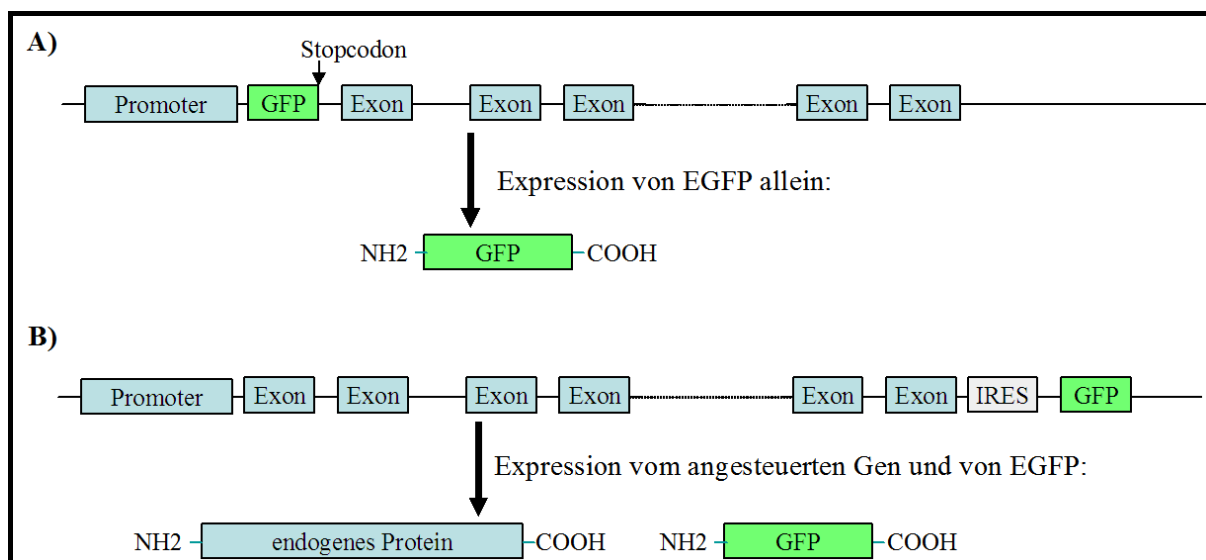 A)
Stopcodon
Promoter GFP Exon Exon Exon Exon Exon
Expression von EGFP allein:
NH2 GFP COOH
B)
Promoter Exon Exon Exon Exon Exon Exon IRES GFP
Expression vom angesteuerten Gen und von EGFP:
NH2 endogenes Protein COOH NH2 GFP COOH